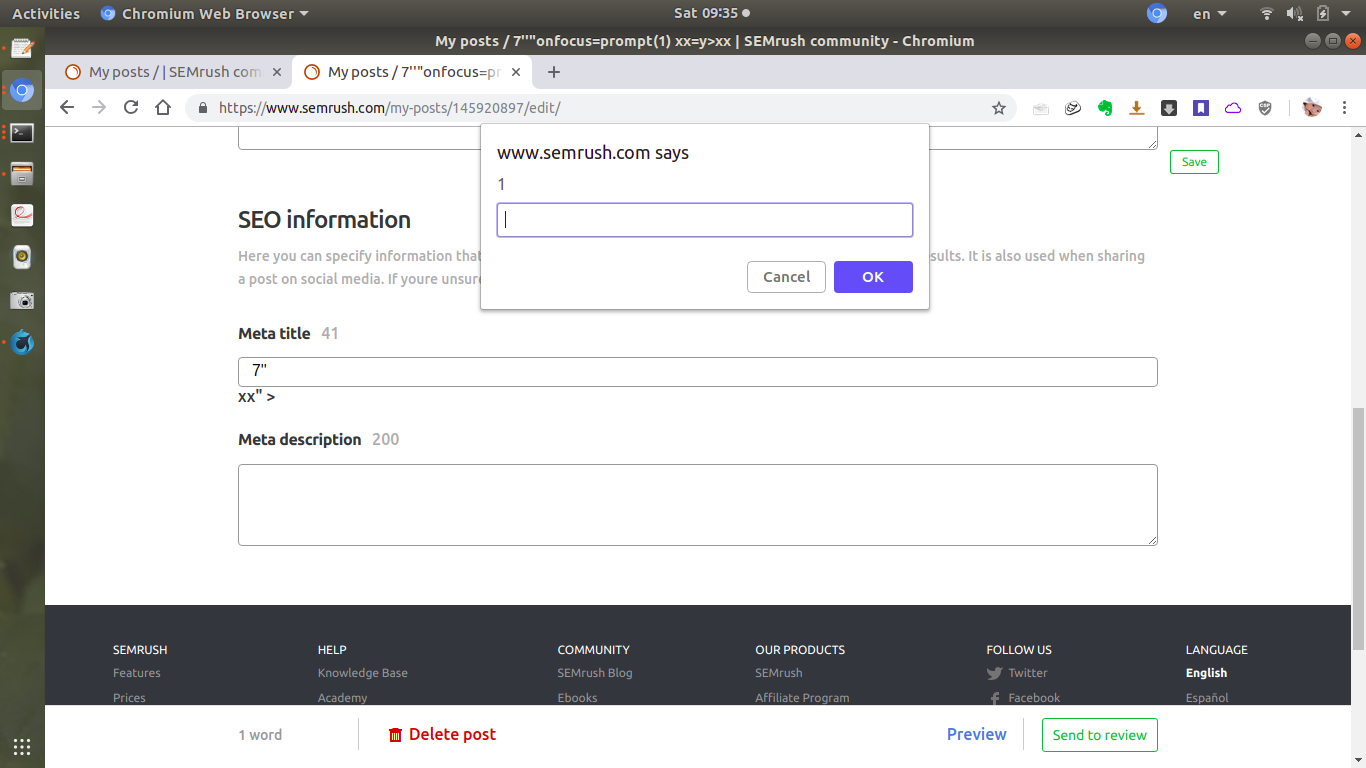 Activities Chromium Web Browser Sat 09:35 en
My posts / 7''"onfocus=prompt(1) xx=y>xx | SEMrush community - Chromium
My posts / | SEMrush com My posts / 7''"onfocus=pr
https://www.semrush.com/my-posts/145920897/edit/
www.semrush.com says
1
Cancel OK
Save
SEO information
Here you can specify information that sults. It is also used when sharing
a post on social media. If youre unsure
Meta title 41
7"
xx" >
Meta description 200
SEMRUSH HELP COMMUNITY OUR PRODUCTS FOLLOW US LANGUAGE
Features Knowledge Base SEMrush Blog SEMrush Twitter English
Prices Academy Ebooks Affiliate Program Facebook Español
1 word Delete post Preview Send to review